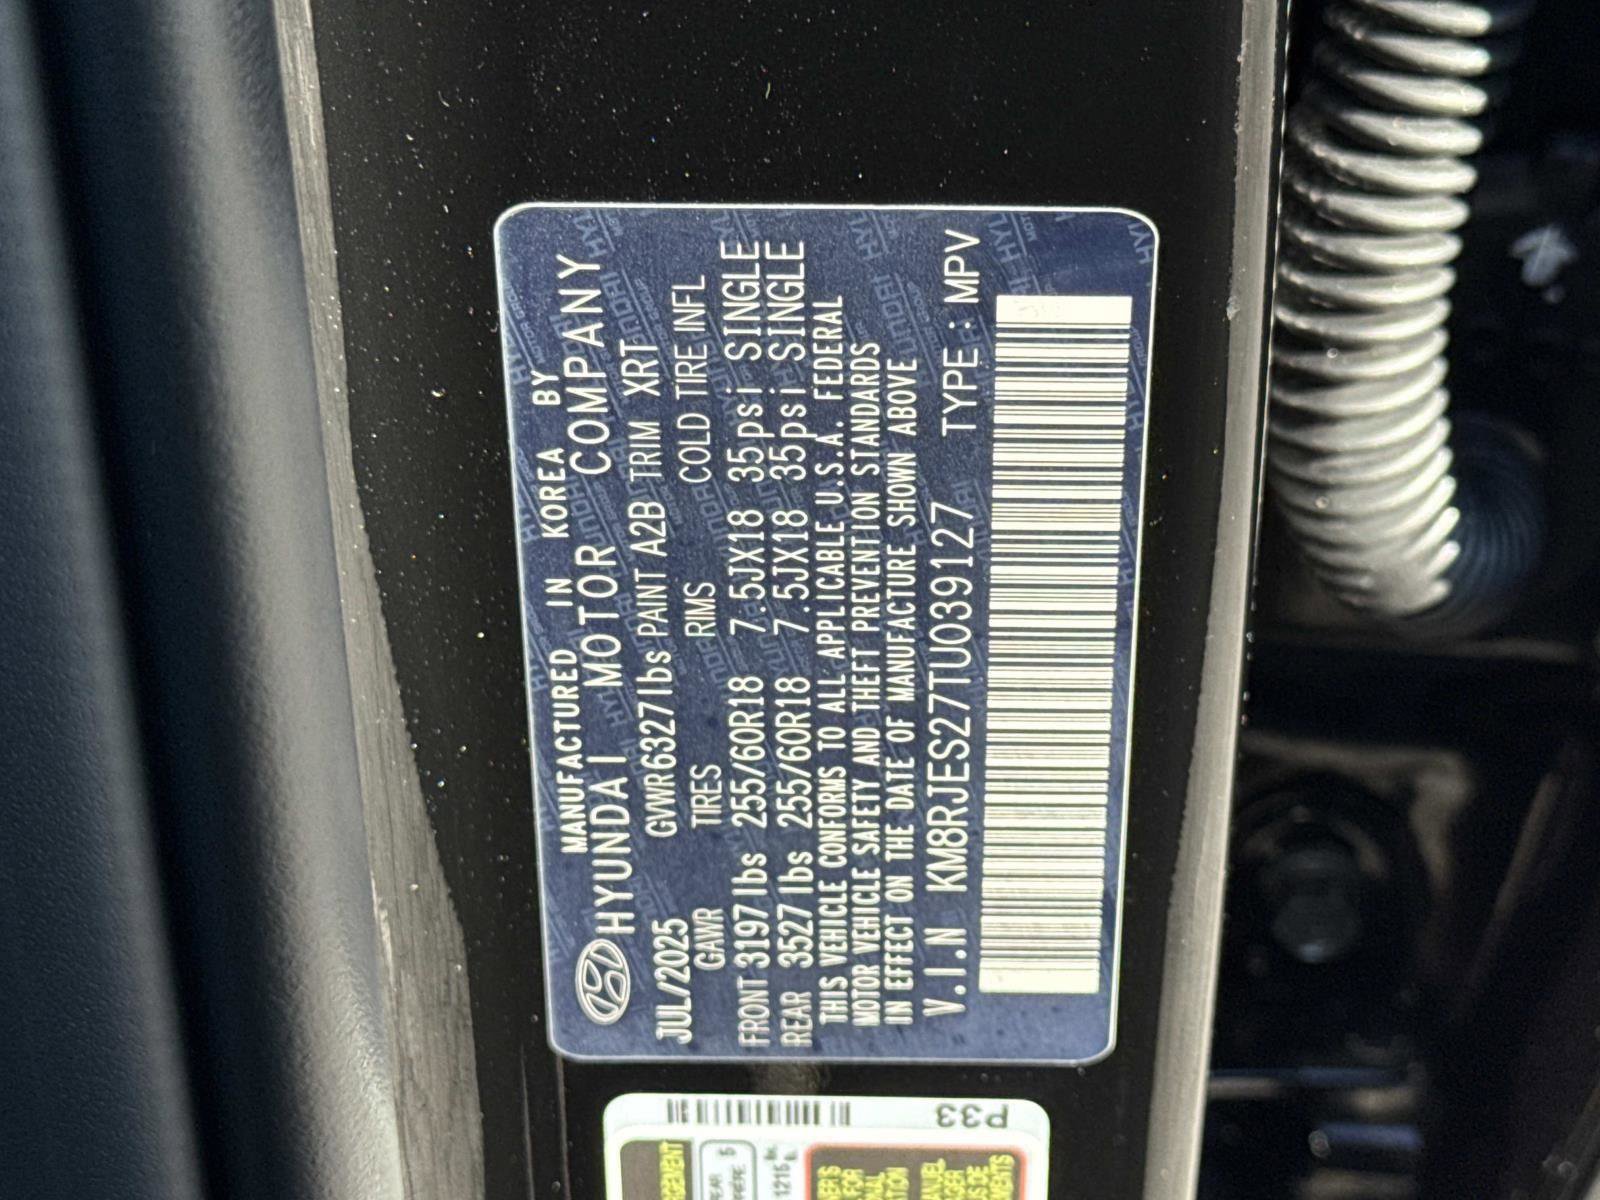 MANUFACTURED IN KOREA BY
HYUNDAI MOTOR COMPANY
JUL/2025 GVWR6327lbs PAINT A2B TRIM XRT
GAWR TIRES RIMS COLD TIRE INFL
FRONT 3197lbs 255/60R18 7.5JX18 35psi SINGLE
REAR 3527lbs 255/60R18 7.5JX18 35psi SINGLE
THIS VEHICLE CONFORMS TO ALL APPLICABLE U.S.A. FEDERAL
MOTOR VEHICLE SAFETY AND THEFT PREVENTION STANDARDS
IN EFFECT ON THE DATE OF MANUFACTURE SHOWN ABOVE
V.I.N KM8RJES27TU039127 TYPE : MPV
P33